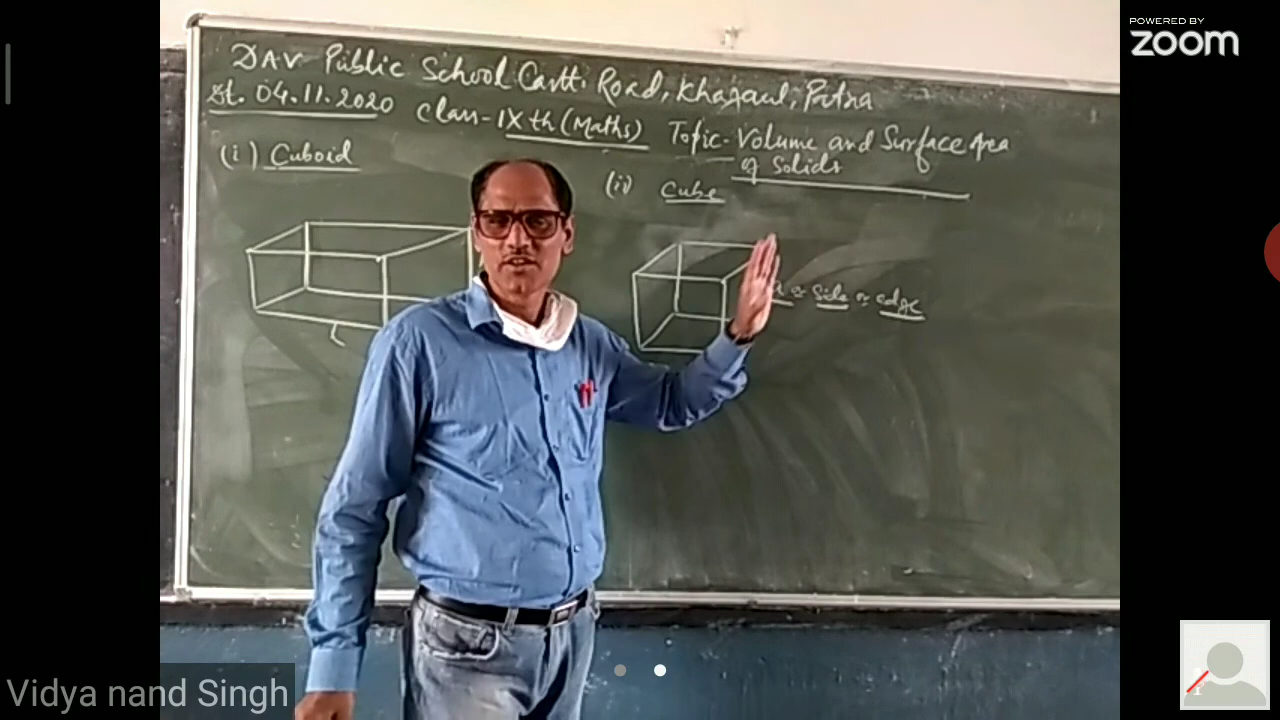 POWERED BY
zoom
DAV Public School Cantt. Road, Khagaul, Patna
dt. 04.11.2020 Class-IXth (Maths) Topic- Volume and Surface Area
of Solids
(i) Cuboid
(ii) Cube
a or Side or edge
L
Vidya nand Singh